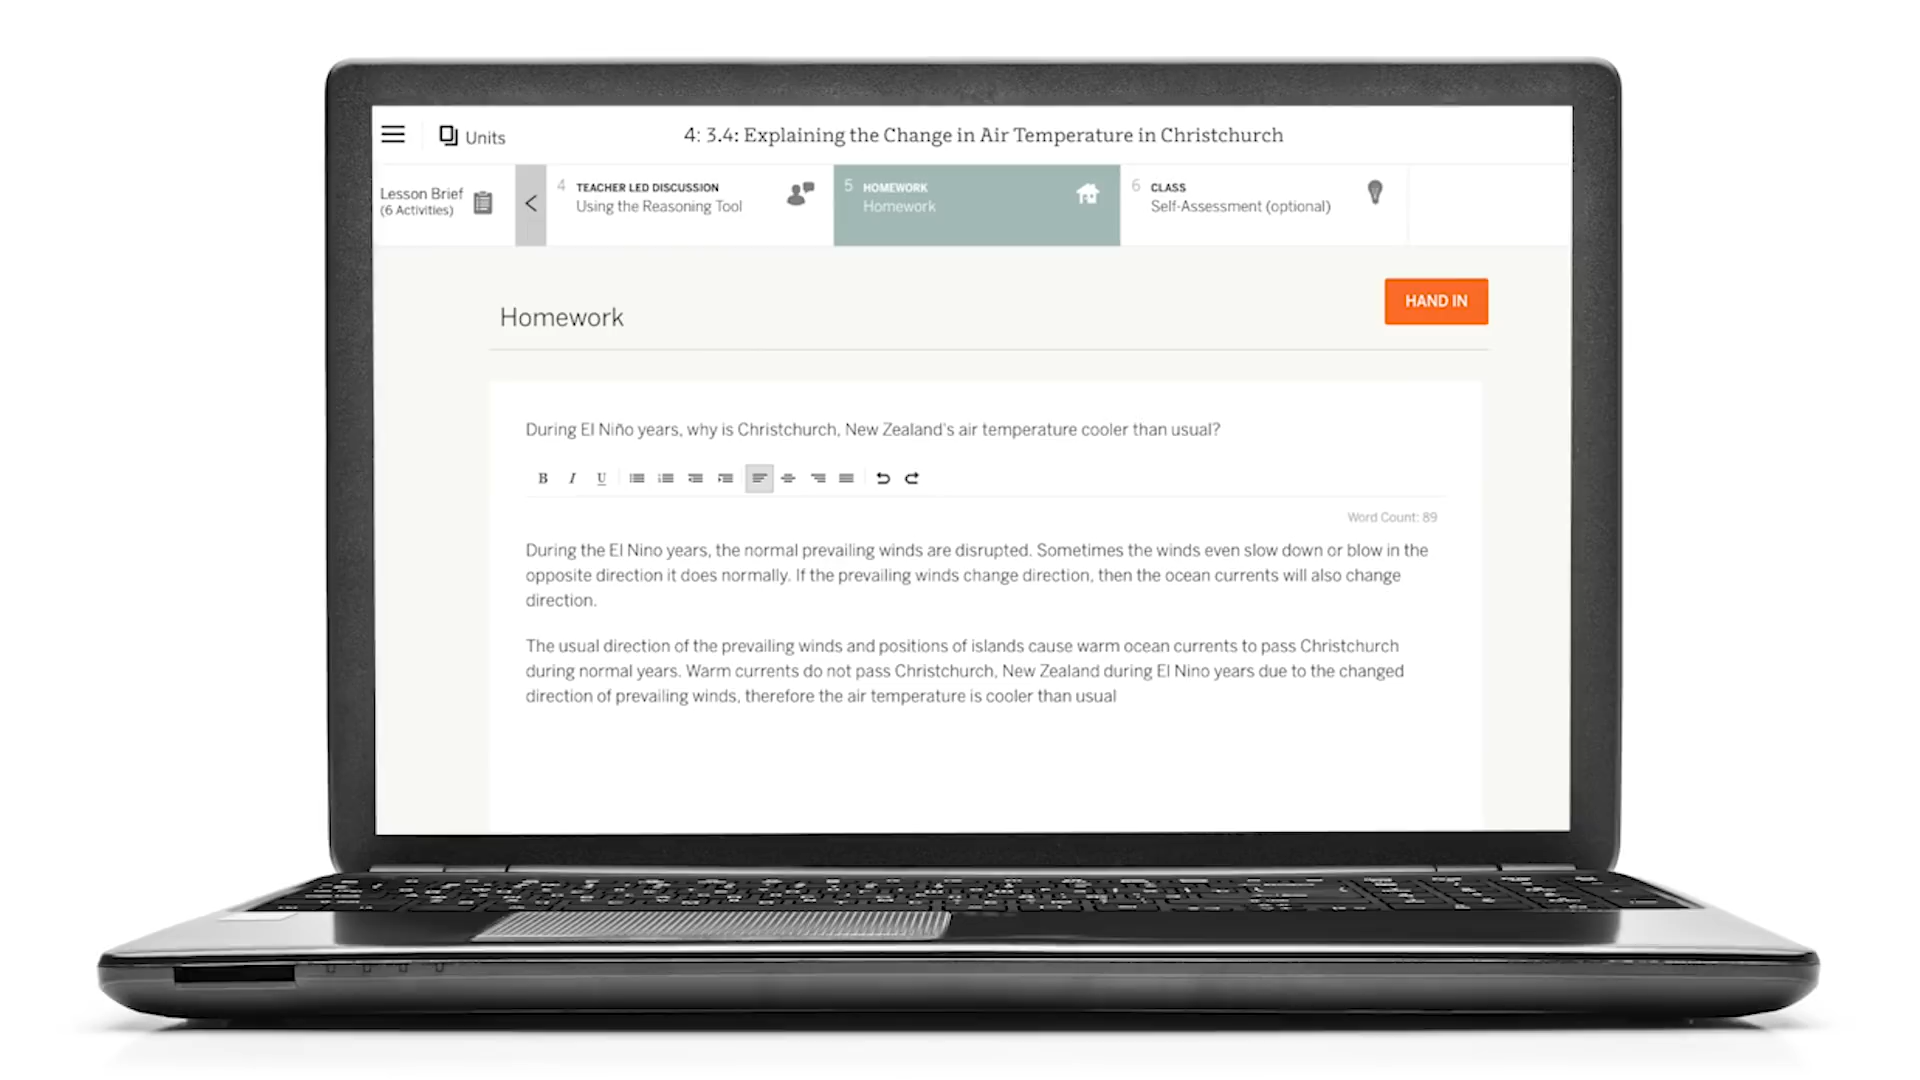 Units
4: 3.4: Explaining the Change in Air Temperature in Christchurch
Lesson Brief
(6 Activities)
<
4 TEACHER LED DISCUSSION
Using the Reasoning Tool
5 HOMEWORK
Homework
6 CLASS
Self-Assessment (optional)
HAND IN
Homework
During El Niño years, why is Christchurch, New Zealand's air temperature cooler than usual?
B I U
Word Count: 89
During the El Nino years, the normal prevailing winds are disrupted. Sometimes the winds even slow down or blow in the
opposite direction it does normally. If the prevailing winds change direction, then the ocean currents will also change
direction.
The usual direction of the prevailing winds and positions of islands cause warm ocean currents to pass Christchurch
during normal years. Warm currents do not pass Christchurch, New Zealand during El Nino years due to the changed
direction of prevailing winds, therefore the air temperature is cooler than usual